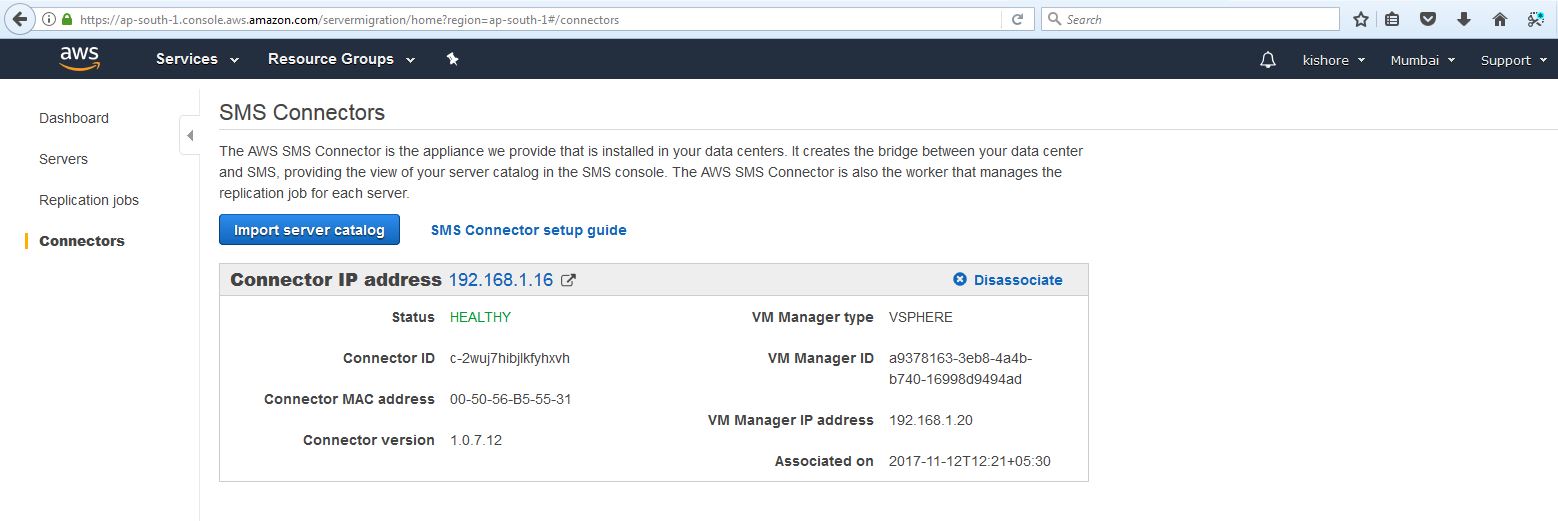 https://ap-south-1.console.aws.amazon.com/servermigration/home?region=ap-south-1#/connectors
Search
aws
Services
Resource Groups
kishore
Mumbai
Support
Dashboard
Servers
Replication jobs
Connectors
SMS Connectors
The AWS SMS Connector is the appliance we provide that is installed in your data centers. It creates the bridge between your data center
and SMS, providing the view of your server catalog in the SMS console. The AWS SMS Connector is also the worker that manages the
replication job for each server.
Import server catalog
SMS Connector setup guide
Connector IP address 192.168.1.16
Disassociate
Status HEALTHY
Connector ID c-2wuj7hibjlkfyhxvh
Connector MAC address 00-50-56-B5-55-31
Connector version 1.0.7.12
VM Manager type VSPHERE
VM Manager ID a9378163-3eb8-4a4b-
b740-16998d9494ad
VM Manager IP address 192.168.1.20
Associated on 2017-11-12T12:21+05:30